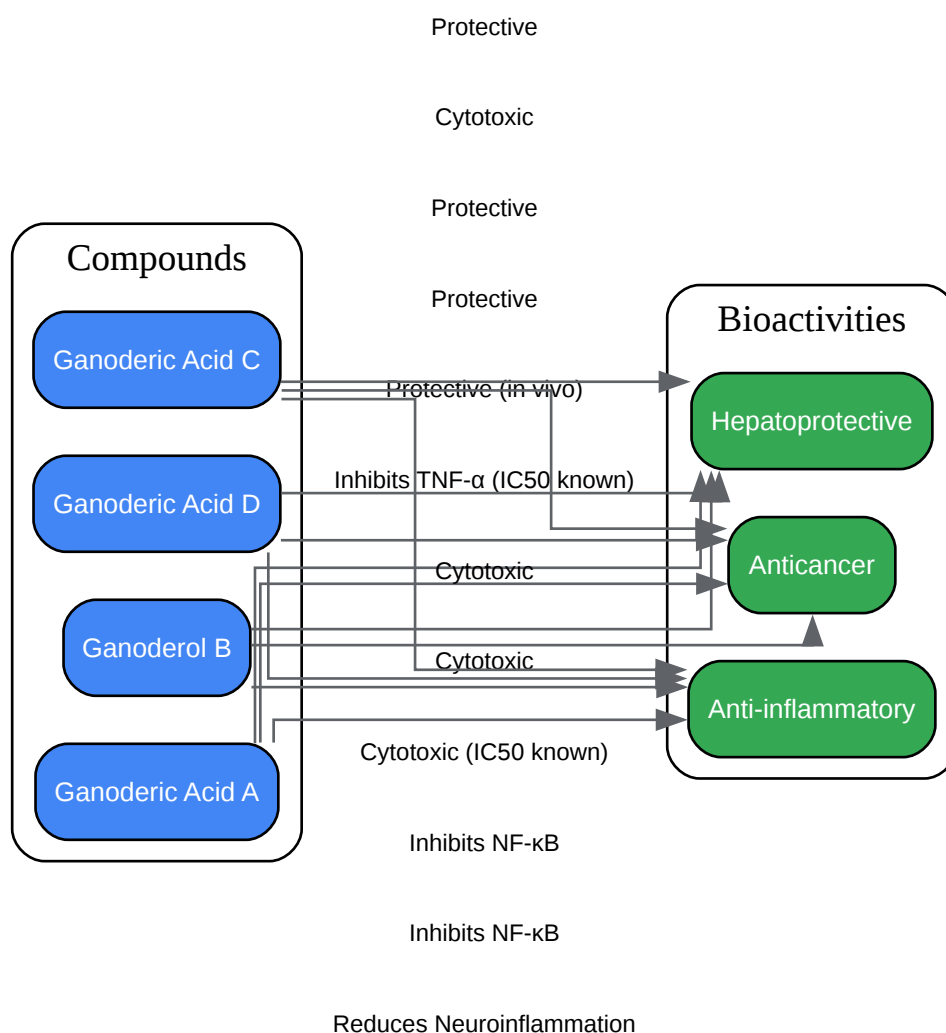 Protective
Cytotoxic
Protective
Protective
Compounds
Ganoderic Acid C
Ganoderic Acid D
Ganoderol B
Ganoderic Acid A
Protective (in vivo)
Inhibits TNF-α (IC50 known)
Cytotoxic
Cytotoxic
Cytotoxic (IC50 known)
Inhibits NF-κB
Inhibits NF-κB
Reduces Neuroinflammation
Bioactivities
Hepatoprotective
Anticancer
Anti-inflammatory